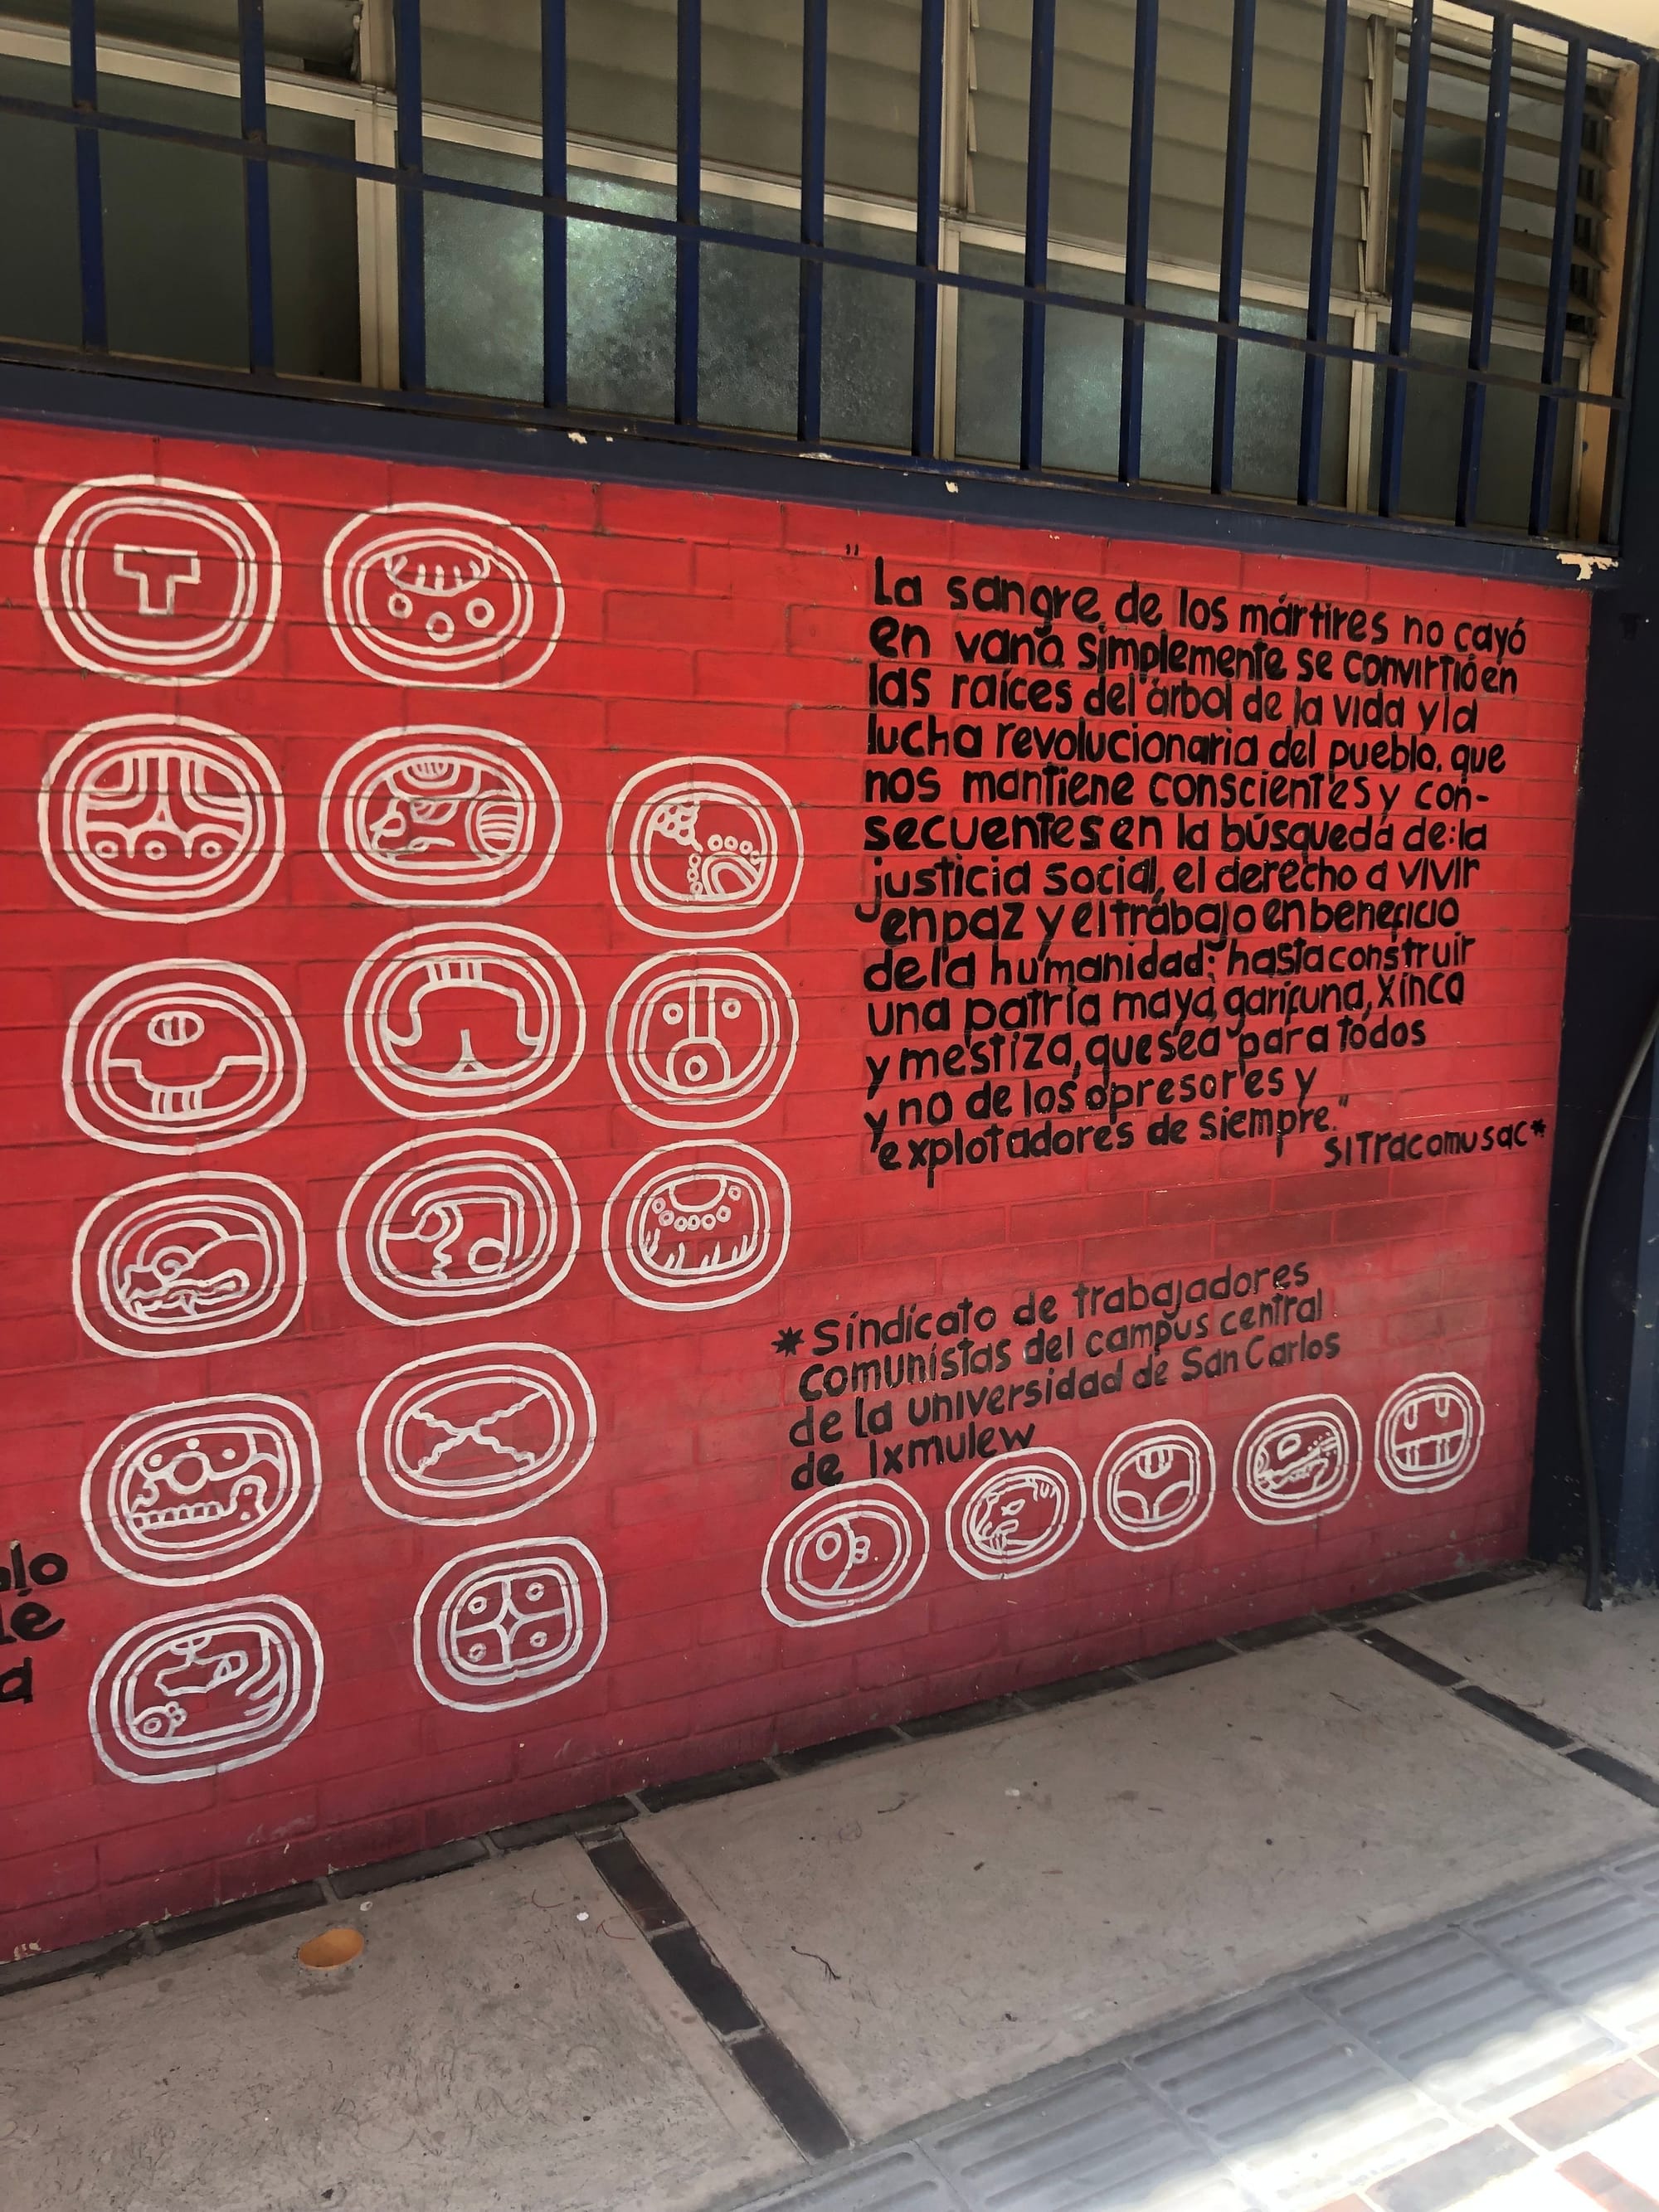 "La sangre de los mártires no cayó
en vano simplemente se convirtió en
las raíces del árbol de la vida y la
lucha revolucionaria del pueblo, que
nos mantiene conscientes y con-
secuentes en la búsqueda de: la
justicia social, el derecho a vivir
en paz y el trabajo en beneficio
de la humanidad; hasta construir
una patria maya, garífuna, xinca
y mestiza, que sea para todos
y no de los opresores y
explotadores de siempre."
SITracomusac*
*Síndicato de trabajadores
comunístas del campus central
de la universidad de San Carlos
de Ixmulew